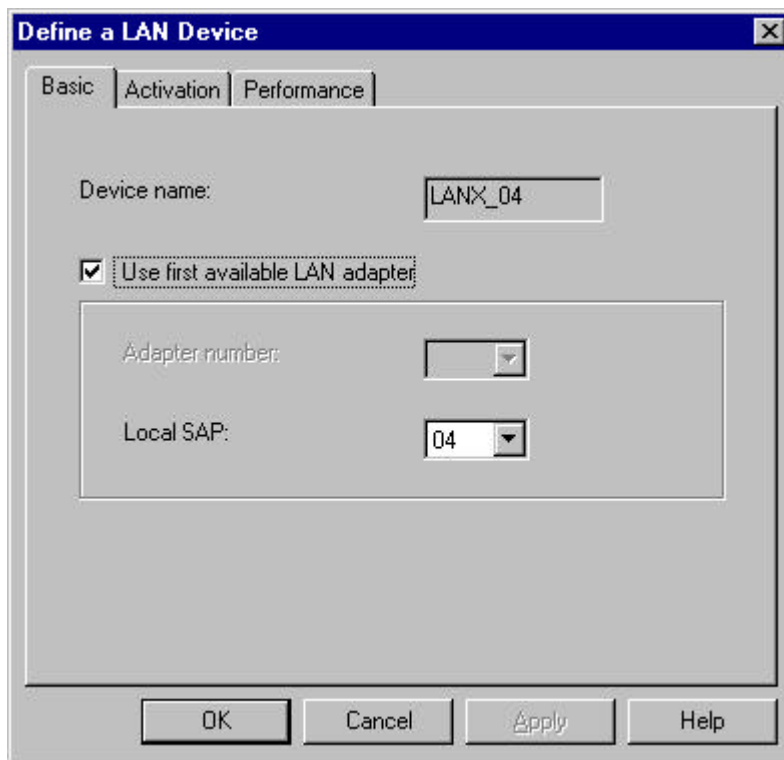 Define a LAN Device
Basic Activation Performance
Device name: LANX_04
Use first available LAN adapter
Adapter number:
Local SAP: 04
OK Cancel Apply Help